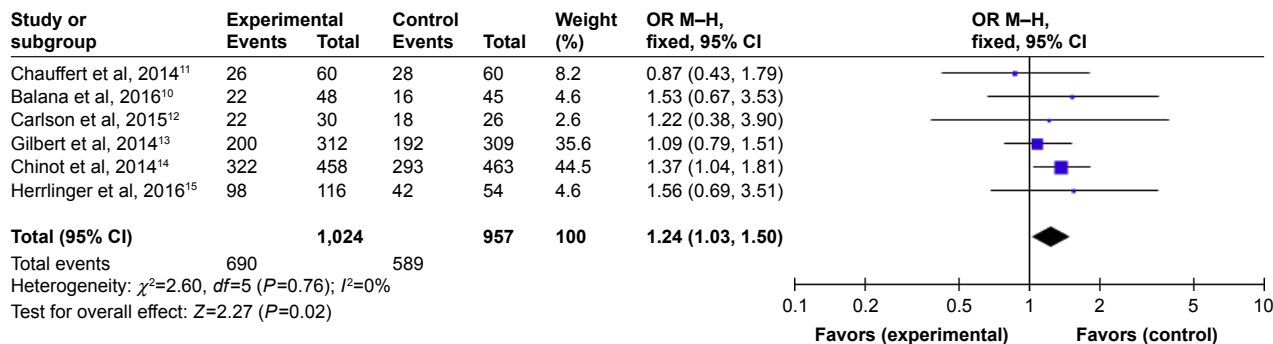 Study or subgroup Experimental Control Weight (%) OR M–H, fixed, 95% CI OR M–H, fixed, 95% CI
Events Total Events Total
Chauffert et al, 2014¹¹ 26 60 28 60 8.2 0.87 (0.43, 1.79)
Balana et al, 2016¹⁰ 22 48 16 45 4.6 1.53 (0.67, 3.53)
Carlson et al, 2015¹² 22 30 18 26 2.6 1.22 (0.38, 3.90)
Gilbert et al, 2014¹³ 200 312 192 309 35.6 1.09 (0.79, 1.51)
Chinot et al, 2014¹⁴ 322 458 293 463 44.5 1.37 (1.04, 1.81)
Herrlinger et al, 2016¹⁵ 98 116 42 54 4.6 1.56 (0.69, 3.51)
Total (95% CI) 1,024 957 100 1.24 (1.03, 1.50)
Total events 690 589
Heterogeneity: χ²=2.60, df=5 (P=0.76); I²=0%
Test for overall effect: Z=2.27 (P=0.02)
0.1 0.2 0.5 1 2 5 10
Favors (experimental) Favors (control)